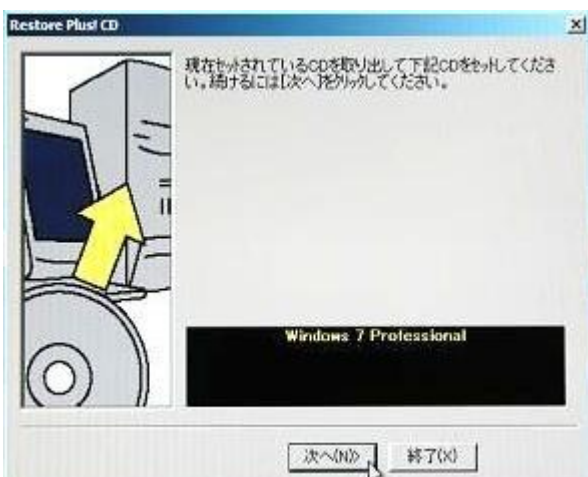 Restore Plus! CD
現在セットされているCDを取り出して下記CDをセットしてくださ
い。続けるには[次へ]をクリックしてください。
Windows 7 Professional
次へ(N)>
終了(X)